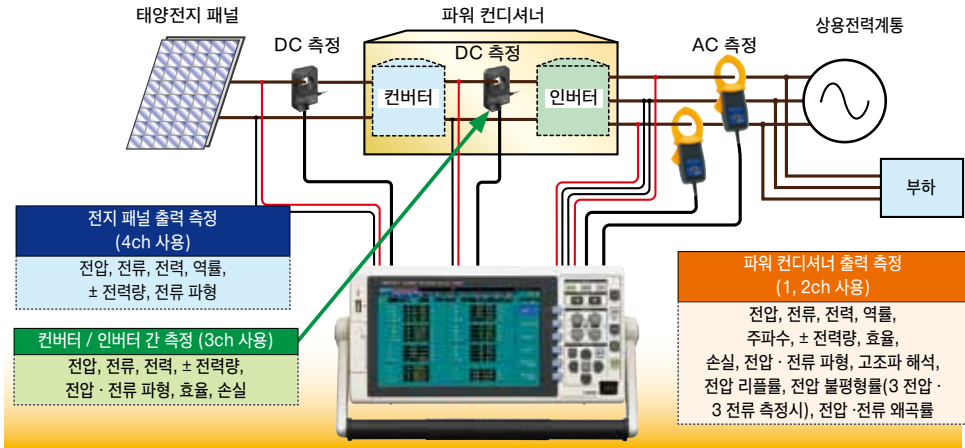 태양전지 패널
파워 컨디셔너
DC 측정
DC 측정
AC 측정
상용전력계통
컨버터
인버터
부하
전지 패널 출력 측정
(4ch 사용)
전압, 전류, 전력, 역률,
± 전력량, 전류 파형
컨버터 / 인버터 간 측정 (3ch 사용)
전압, 전류, 전력, ± 전력량,
전압 · 전류 파형, 효율, 손실
파워 컨디셔너 출력 측정
(1, 2ch 사용)
전압, 전류, 전력, 역률,
주파수, ± 전력량, 효율,
손실, 전압 · 전류 파형, 고조파 해석,
전압 리플률, 전압 불평형률(3 전압 ·
3 전류 측정시), 전압 ·전류 왜곡률